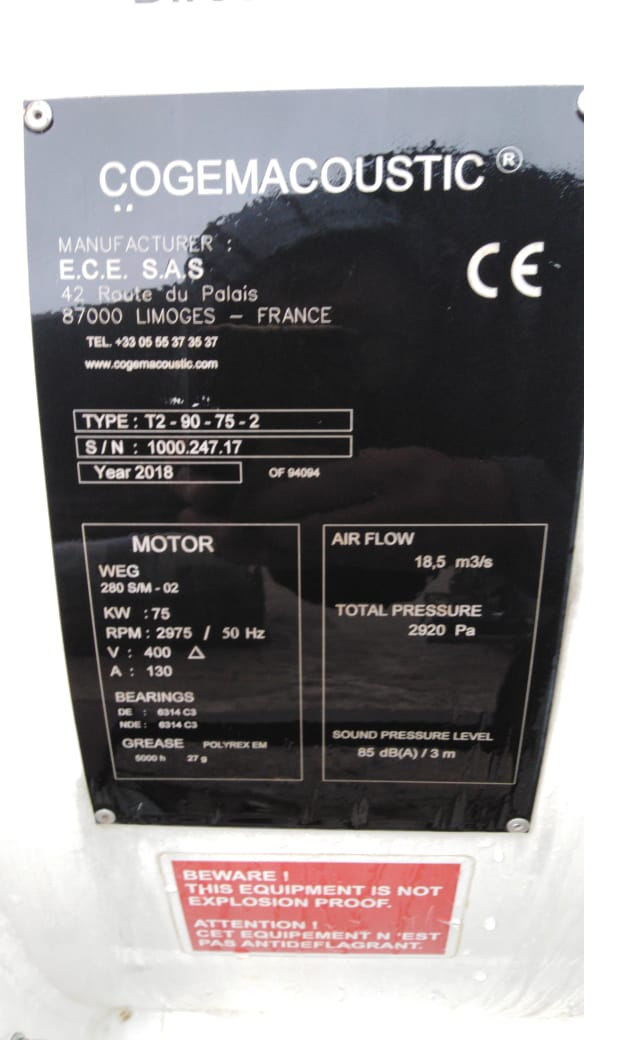 COGEMACOUSTIC ®
MANUFACTURER :
E.C.E. S.A.S
42 Route du Palais
87000 LIMOGES – FRANCE
TEL. +33 05 55 37 35 37
www.cogemacoustic.com
CE
TYPE : T2 - 90 - 75 - 2
S / N : 1000.247.17
Year 2018
OF 94094
MOTOR
WEG
280 S/M - 02
KW : 75
RPM : 2975 / 50 Hz
V : 400 △
A : 130
BEARINGS
DE : 6314 C3
NDE : 6314 C3
GREASE POLYREX EM
5000 h 27 g
AIR FLOW
18,5 m3/s
TOTAL PRESSURE
2920 Pa
SOUND PRESSURE LEVEL
85 dB(A) / 3 m
BEWARE !
THIS EQUIPMENT IS NOT
EXPLOSION PROOF.
ATTENTION !
CET EQUIPEMENT N 'EST
PAS ANTIDEFLAGRANT.